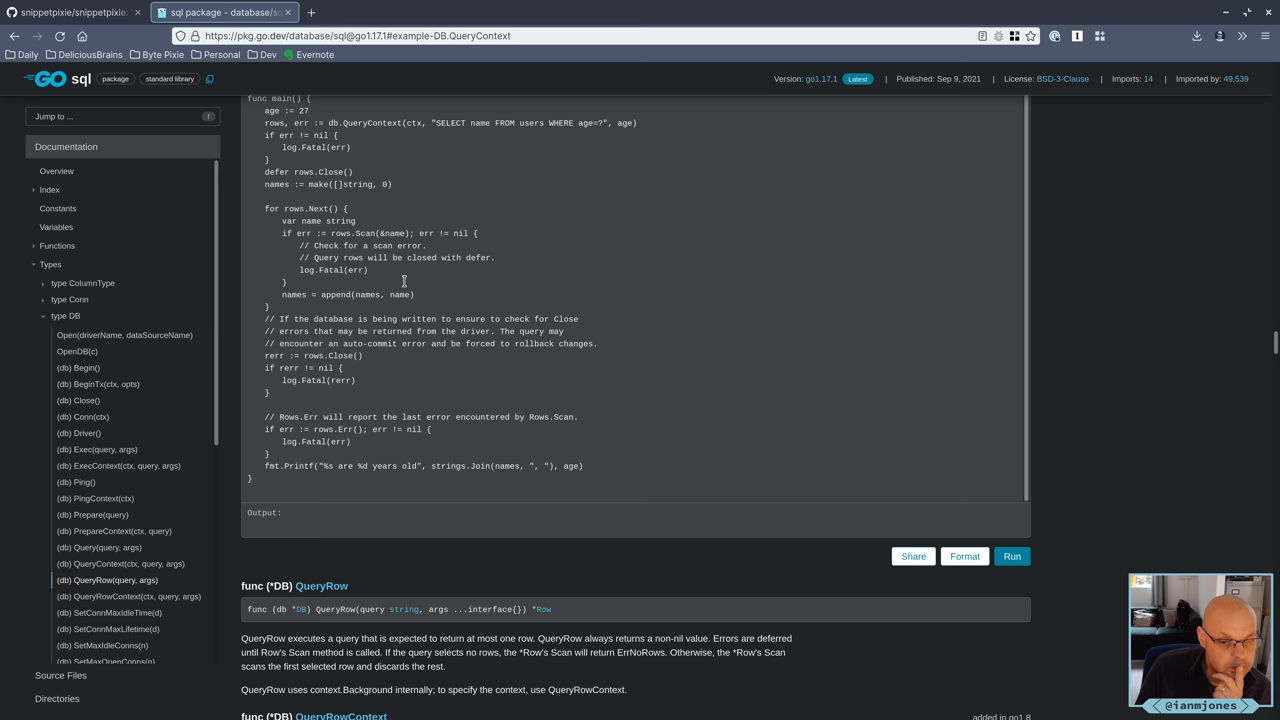 snippetpixie/snippetpixie:
sql package - database/sq
https://pkg.go.dev/database/sql@go1.17.1#example-DB.QueryContext
Daily
DeliciousBrains
Byte Pixie
Personal
Dev
Evernote
GO sql package standard library
Version: go1.17.1 Latest | Published: Sep 9, 2021 | License: BSD-3-Clause | Imports: 14 | Imported by: 49,539
Jump to ...
f
Documentation
Overview
Index
Constants
Variables
Functions
Types
type ColumnType
type Conn
type DB
Open(driverName, dataSourceName)
OpenDB(c)
(db) Begin()
(db) BeginTx(ctx, opts)
(db) Close()
(db) Conn(ctx)
(db) Driver()
(db) Exec(query, args)
(db) ExecContext(ctx, query, args)
(db) Ping()
(db) PingContext(ctx)
(db) Prepare(query)
(db) PrepareContext(ctx, query)
(db) Query(query, args)
(db) QueryContext(ctx, query, args)
(db) QueryRow(query, args)
(db) QueryRowContext(ctx, query, args)
(db) SetConnMaxIdleTime(d)
(db) SetConnMaxLifetime(d)
(db) SetMaxIdleConns(n)
(db) SetMaxOpenConns(n)
Source Files
Directories
func main() {
age := 27
rows, err := db.QueryContext(ctx, "SELECT name FROM users WHERE age=?", age)
if err != nil {
log.Fatal(err)
}
defer rows.Close()
names := make([]string, 0)
for rows.Next() {
var name string
if err := rows.Scan(&name); err != nil {
// Check for a scan error.
// Query rows will be closed with defer.
log.Fatal(err)
}
names = append(names, name)
}
// If the database is being written to ensure to check for Close
// errors that may be returned from the driver. The query may
// encounter an auto-commit error and be forced to rollback changes.
rerr := rows.Close()
if rerr != nil {
log.Fatal(rerr)
}
// Rows.Err will report the last error encountered by Rows.Scan.
if err := rows.Err(); err != nil {
log.Fatal(err)
}
fmt.Printf("%s are %d years old", strings.Join(names, ", "), age)
}
Output:
Share
Format
Run
func (*DB) QueryRow
func (db *DB) QueryRow(query string, args ...interface{}) *Row
QueryRow executes a query that is expected to return at most one row. QueryRow always returns a non-nil value. Errors are deferred
until Row's Scan method is called. If the query selects no rows, the *Row's Scan will return ErrNoRows. Otherwise, the *Row's Scan
scans the first selected row and discards the rest.
QueryRow uses context.Background internally; to specify the context, use QueryRowContext.
func (*DB) QueryRowContext
added in go1.8
@ianmjones